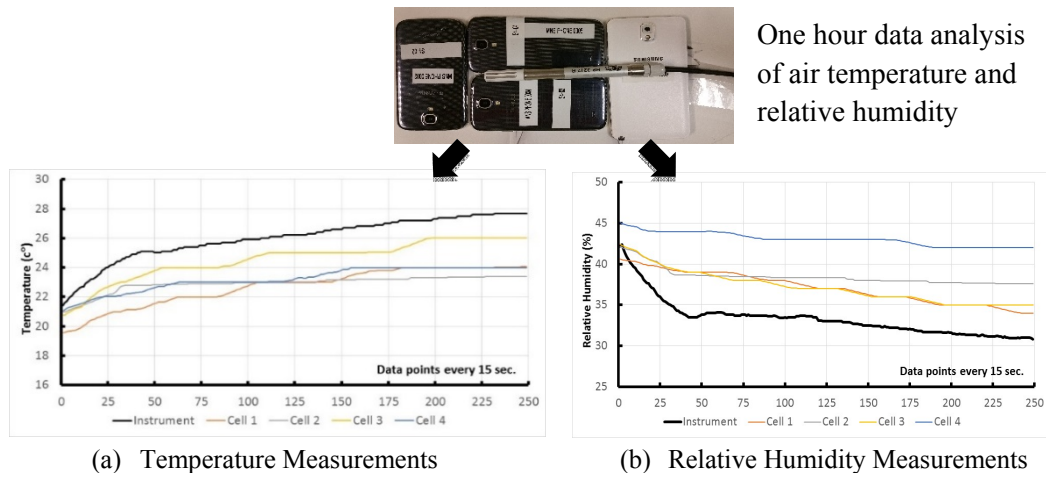 One hour data analysis
of air temperature and
relative humidity
30
28
26
24
22
20
18
16
Temperature (c°)
Data points every 15 sec.
0 25 50 75 100 125 150 175 200 225 250
Instrument Cell 1 Cell 2 Cell 3 Cell 4
(a) Temperature Measurements
50
45
40
35
30
25
Relative Humidity (%)
Data points every 15 sec.
0 25 50 75 100 125 150 175 200 225 250
Instrument Cell 1 Cell 2 Cell 3 Cell 4
(b) Relative Humidity Measurements